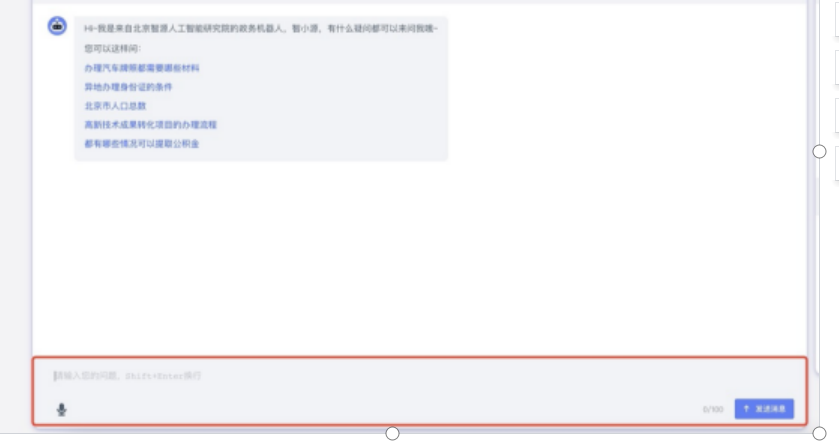 Hi~我是来自北京智源人工智能研究院的政务机器人，智小源，有什么疑问都可以来问我哦~
您可以这样问：
办理汽车牌照都需要哪些材料
异地办理身份证的条件
北京市人口总数
高新技术成果转化项目的办理流程
都有哪些情况可以提取公积金
请输入您的问题，Shift+Enter换行
0/100
发送消息